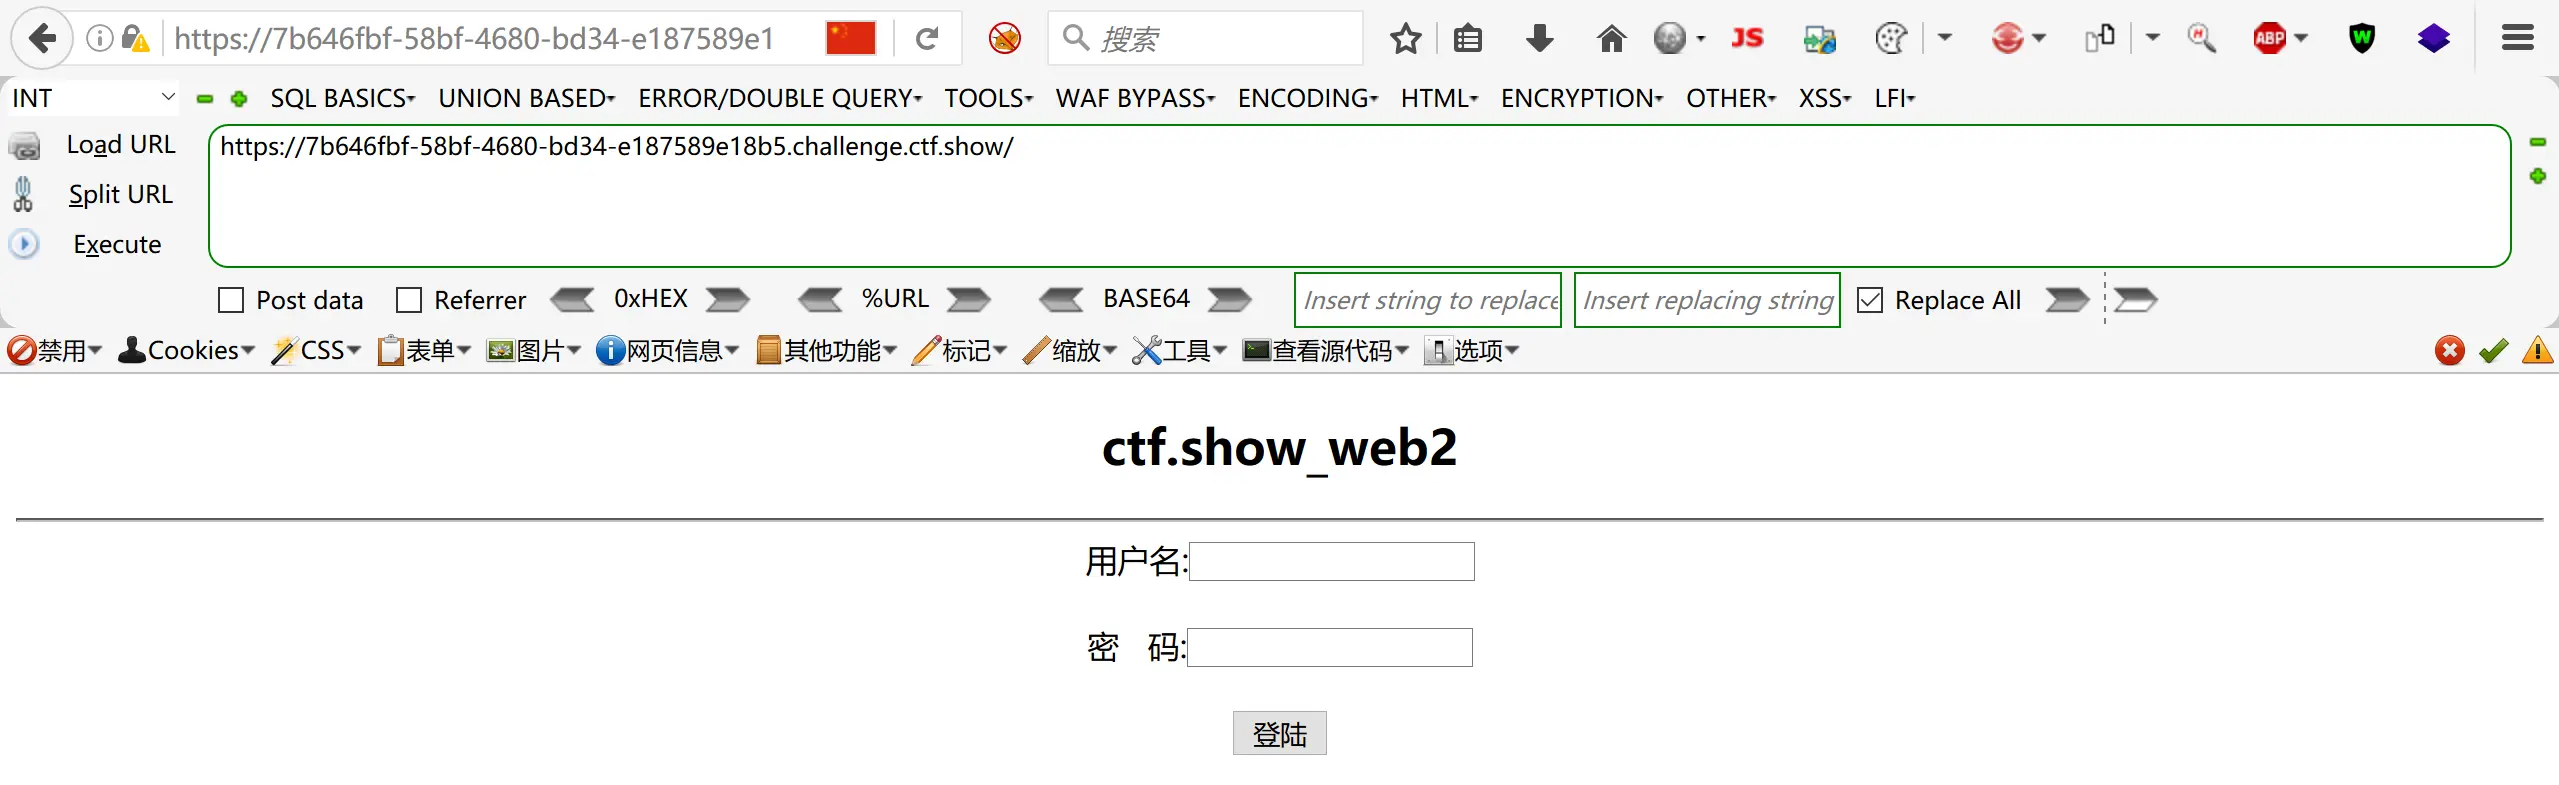 https://7b646fbf-58bf-4680-bd34-e187589e1 搜索 JS ABP W
INT SQL BASICS UNION BASED ERROR/DOUBLE QUERY TOOLS WAF BYPASS ENCODING HTML ENCRYPTION OTHER XSS LFI
Load URL https://7b646fbf-58bf-4680-bd34-e187589e18b5.challenge.ctf.show/
Split URL
Execute
Post data Referrer 0xHEX %URL BASE64 Insert string to replace Insert replacing string Replace All
禁用 Cookies CSS 表单 图片 网页信息 其他功能 标记 缩放 工具 查看源代码 选项
ctf.show_web2
用户名:
密 码:
登陆